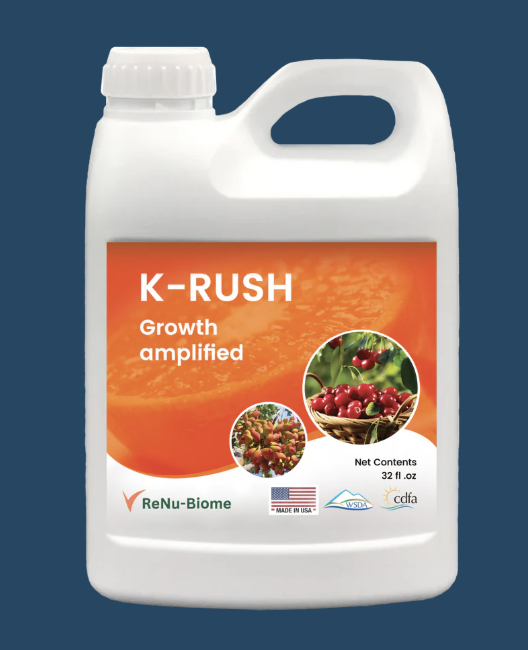 K-RUSH
Growth
amplified
Net Contents
32 fl .oz
ReNu-Biome
MADE IN USA
WSDA
cdfa